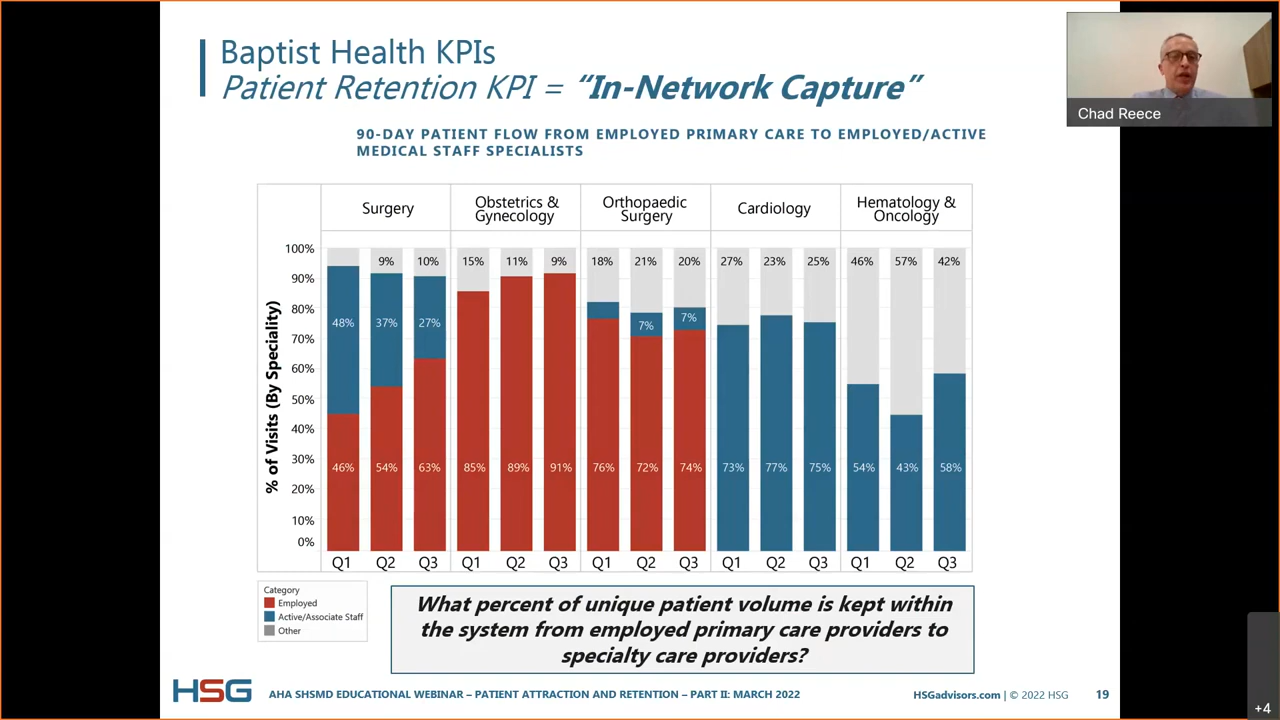 Baptist Health KPIs
Patient Retention KPI = “In-Network Capture”
Chad Reece
90-DAY PATIENT FLOW FROM EMPLOYED PRIMARY CARE TO EMPLOYED/ACTIVE
MEDICAL STAFF SPECIALISTS
Surgery
Obstetrics &
Gynecology
Orthopaedic
Surgery
Cardiology
Hematology &
Oncology
% of Visits (By Speciality)
100%
90%
80%
70%
60%
50%
40%
30%
20%
10%
0%
9% 10% 15% 11% 9% 18% 21% 20% 27% 23% 25% 46% 57% 42%
48% 37% 27% 7% 7%
46% 54% 63% 85% 89% 91% 76% 72% 74% 73% 77% 75% 54% 43% 58%
Q1 Q2 Q3 Q1 Q2 Q3 Q1 Q2 Q3 Q1 Q2 Q3 Q1 Q2 Q3
Category
Employed
Active/Associate Staff
Other
What percent of unique patient volume is kept within
the system from employed primary care providers to
specialty care providers?
HSG
AHA SHSMD EDUCATIONAL WEBINAR – PATIENT ATTRACTION AND RETENTION – PART II: MARCH 2022
HSGadvisors.com | © 2022 HSG 19
+4